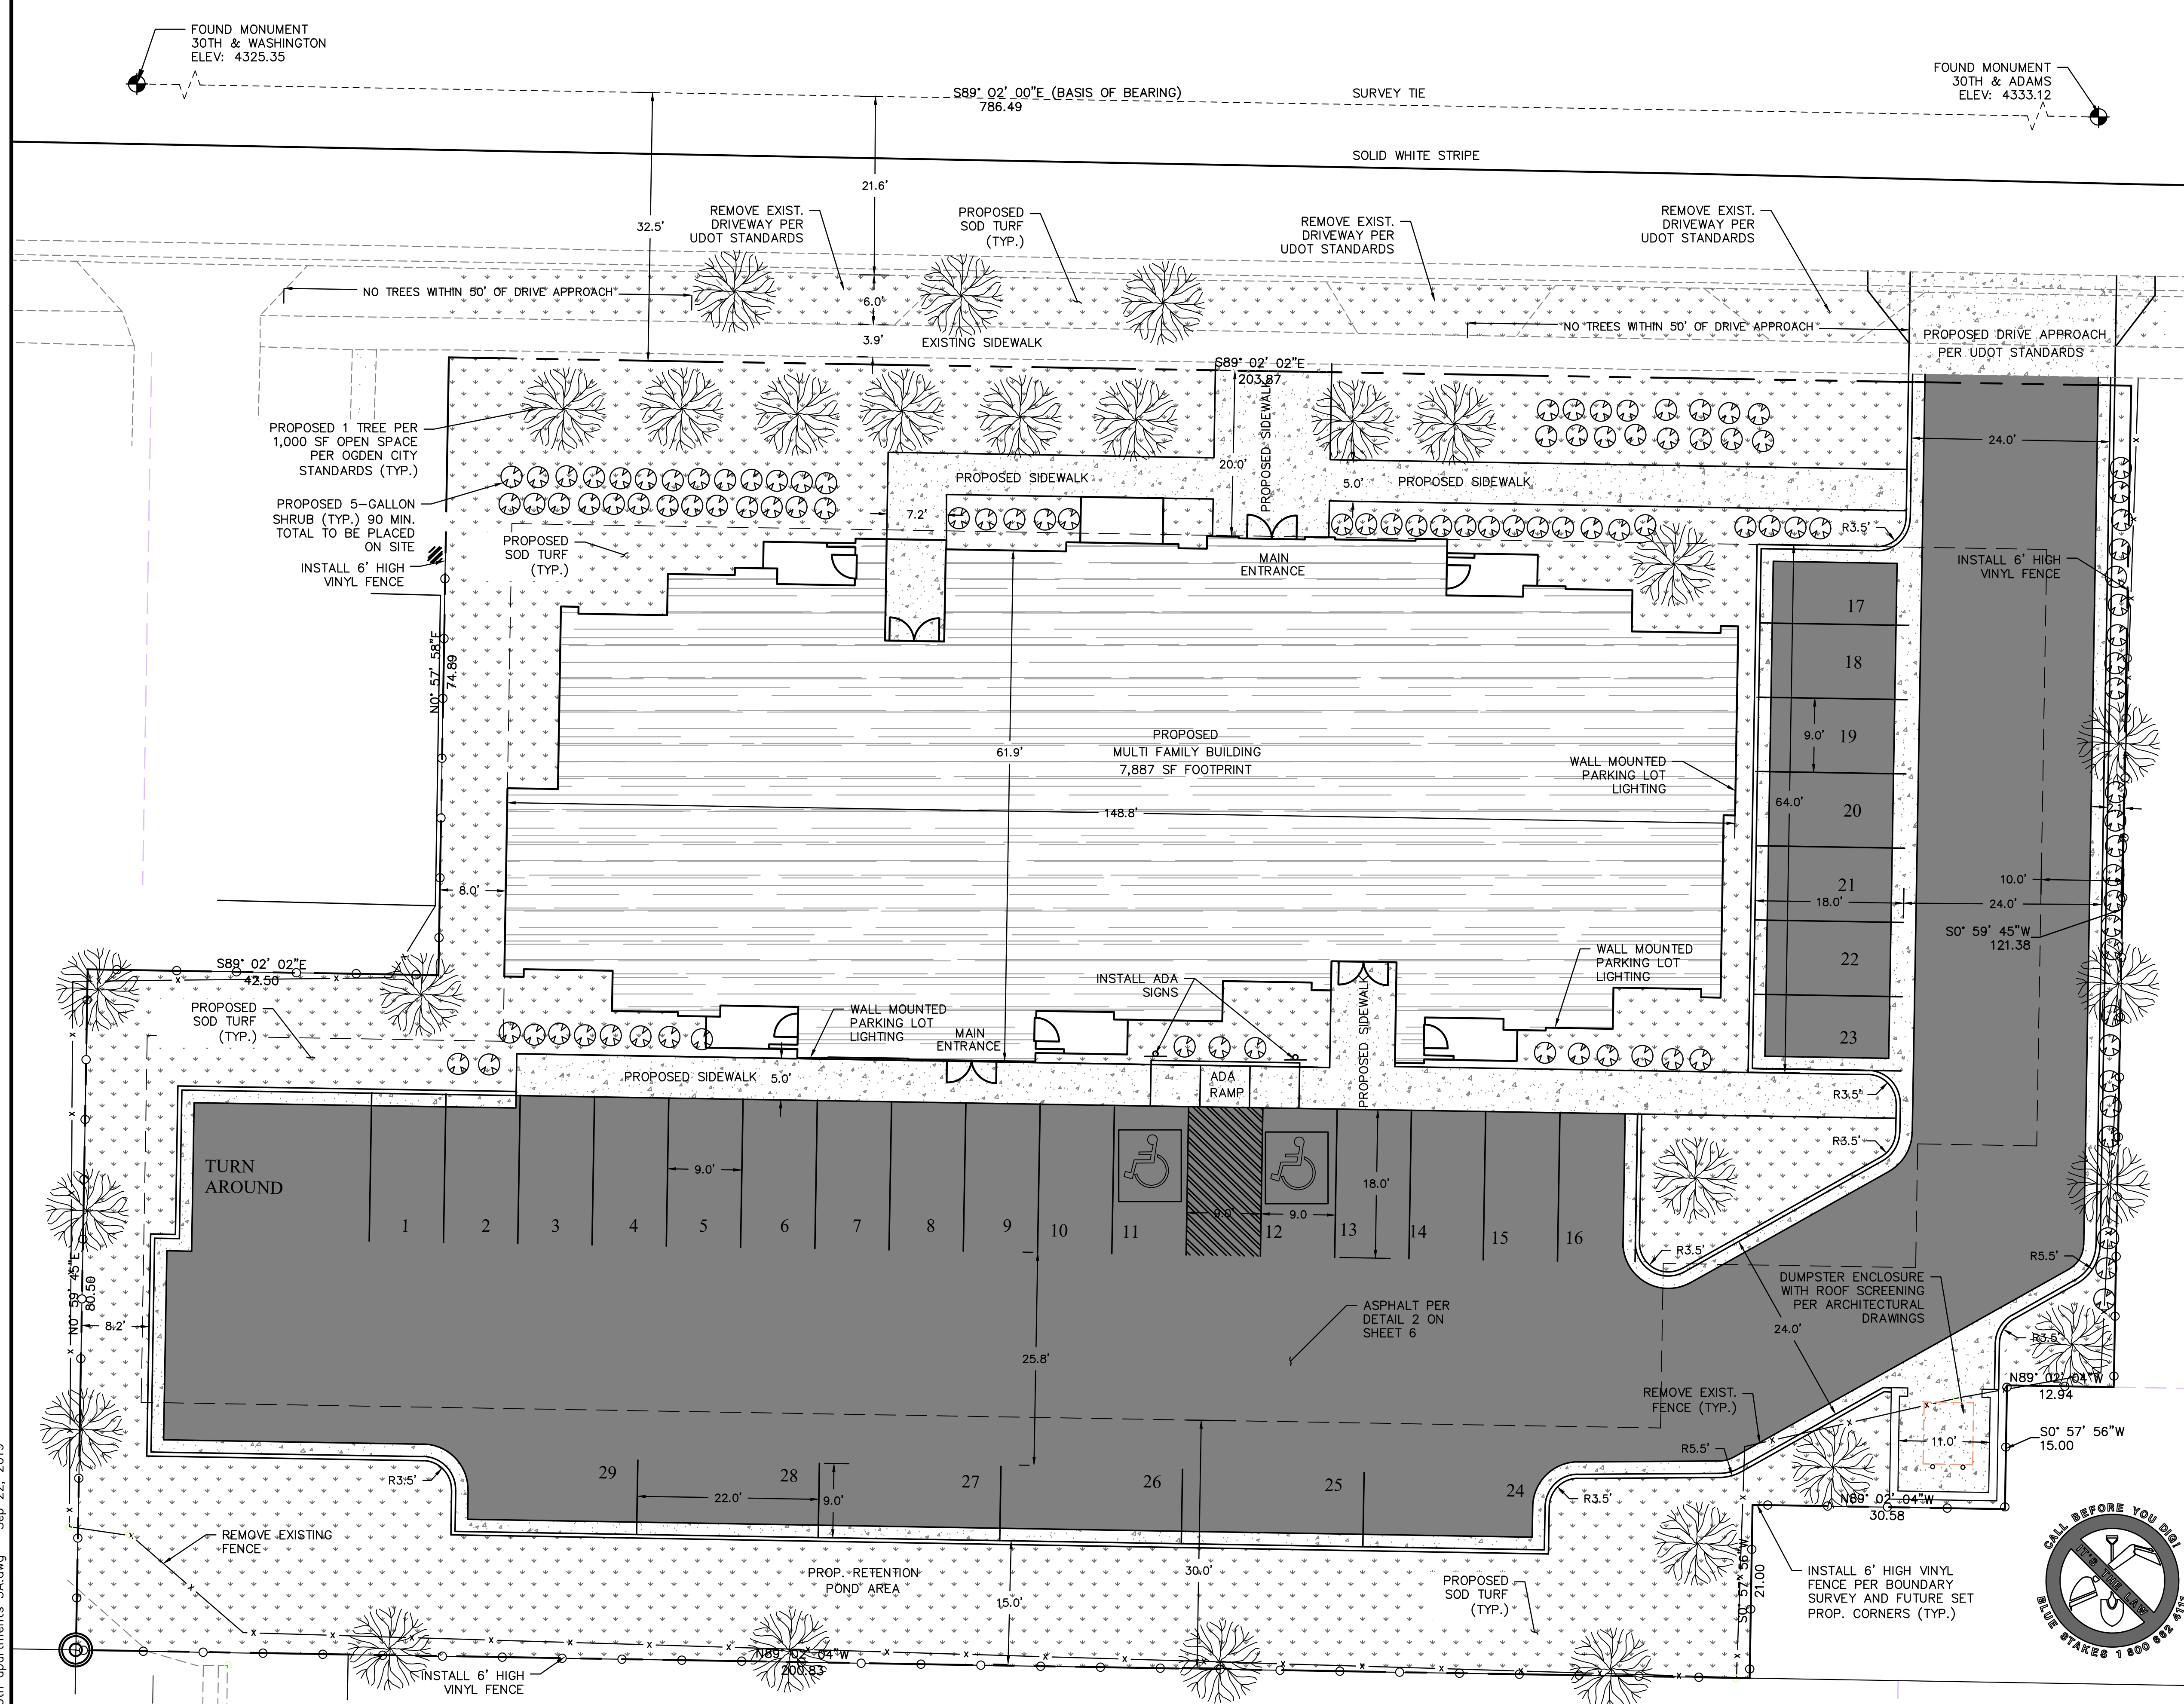 FOUND MONUMENT
30TH & WASHINGTON
ELEV: 4325.35
FOUND MONUMENT
30TH & ADAMS
ELEV: 4333.12
S89° 02' 00"E (BASIS OF BEARING)
786.49
SURVEY TIE
SOLID WHITE STRIPE
21.6'
32.5'
REMOVE EXIST.
DRIVEWAY PER
UDOT STANDARDS
PROPOSED
SOD TURF
(TYP.)
REMOVE EXIST.
DRIVEWAY PER
UDOT STANDARDS
REMOVE EXIST.
DRIVEWAY PER
UDOT STANDARDS
NO TREES WITHIN 50' OF DRIVE APPROACH
6.0'
3.9'
EXISTING SIDEWALK
NO TREES WITHIN 50' OF DRIVE APPROACH
PROPOSED DRIVE APPROACH
PER UDOT STANDARDS
S89° 02' 02"E
203.87
PROPOSED 1 TREE PER
1,000 SF OPEN SPACE
PER OGDEN CITY
STANDARDS (TYP.)
24.0'
PROPOSED SIDEWALK
20.0'
PROPOSED SIDEWALK
5.0'
PROPOSED SIDEWALK
PROPOSED 5-GALLON
SHRUB (TYP.) 90 MIN.
TOTAL TO BE PLACED
ON SITE
7.2'
R3.5'
INSTALL 6' HIGH
VINYL FENCE
PROPOSED
SOD TURF
(TYP.)
MAIN
ENTRANCE
INSTALL 6' HIGH
VINYL FENCE
17
18
19
9.0'
20
64.0'
21
18.0'
22
23
N0° 57' 58"E
74.89
61.9'
PROPOSED
MULTI FAMILY BUILDING
7,887 SF FOOTPRINT
148.8'
WALL MOUNTED
PARKING LOT
LIGHTING
8.0'
10.0'
24.0'
S0° 59' 45"W
121.38
S89° 02' 02"E
42.50
PROPOSED
SOD TURF
(TYP.)
INSTALL ADA
SIGNS
WALL MOUNTED
PARKING LOT
LIGHTING
WALL MOUNTED
PARKING LOT
LIGHTING
MAIN
ENTRANCE
PROPOSED SIDEWALK
PROPOSED SIDEWALK
5.0'
ADA
RAMP
R3.5'
R3.5'
TURN
AROUND
9.0'
18.0'
9.0'
9.0
1
2
3
4
5
6
7
8
9
10
11
12
13
14
15
16
R3.5'
R5.5'
N0° 59' 45"E
80.50
8.2'
25.8'
ASPHALT PER
DETAIL 2 ON
SHEET 6
DUMPSTER ENCLOSURE
WITH ROOF SCREENING
PER ARCHITECTURAL
DRAWINGS
24.0'
R3.5'
REMOVE EXIST.
FENCE (TYP.)
N89° 02' 04"W
12.94
S0° 57' 56"W
15.00
11.0'
R5.5'
R3.5'
29
28
27
26
25
24
22.0'
9.0'
R3.5'
N89° 02' 04"W
30.58
REMOVE EXISTING
FENCE
PROP. RETENTION
POND AREA
30.0'
15.0'
PROPOSED
SOD TURF
(TYP.)
S0° 57' 56"W
21.00
INSTALL 6' HIGH VINYL
FENCE PER BOUNDARY
SURVEY AND FUTURE SET
PROP. CORNERS (TYP.)
N89° 02' 04"W
200.83
INSTALL 6' HIGH
VINYL FENCE
CALL BEFORE YOU DIG!
IT'S THE LAW
BLUE STAKES 1 800 662 4111
Sep 22, 2019